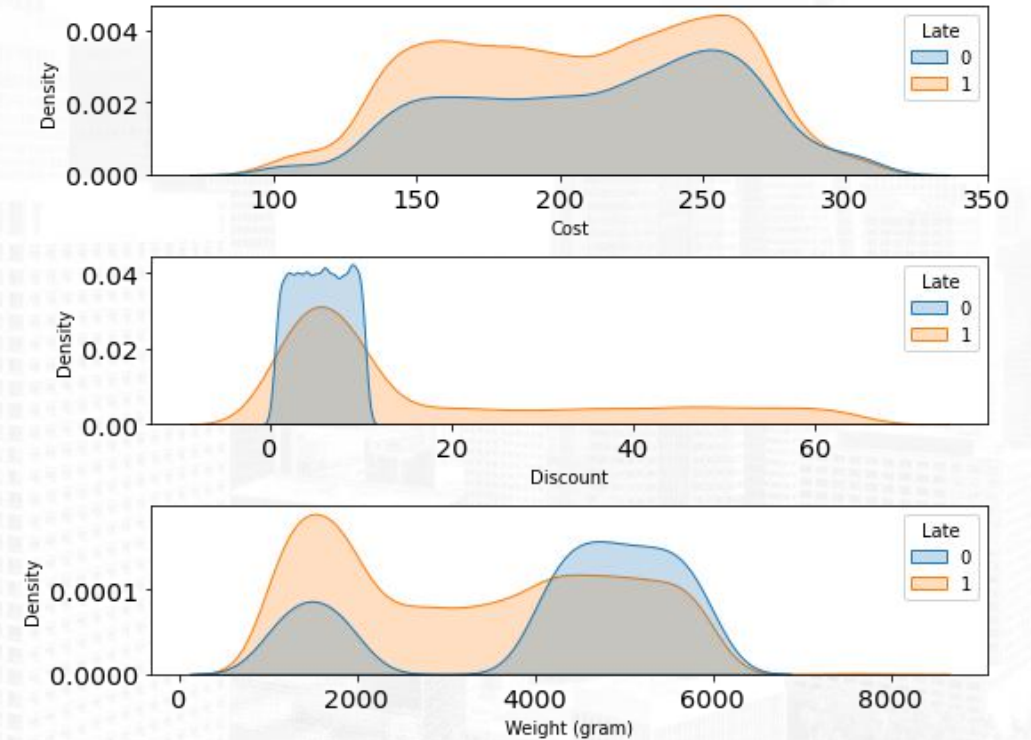 Density
0.004
0.002
0.000
Late
0
1
100 150 200 250 300 350
Cost
Density
0.04
0.02
0.00
Late
0
1
0 20 40 60
Discount
Density
0.0001
0.0000
Late
0
1
0 2000 4000 6000 8000
Weight (gram)